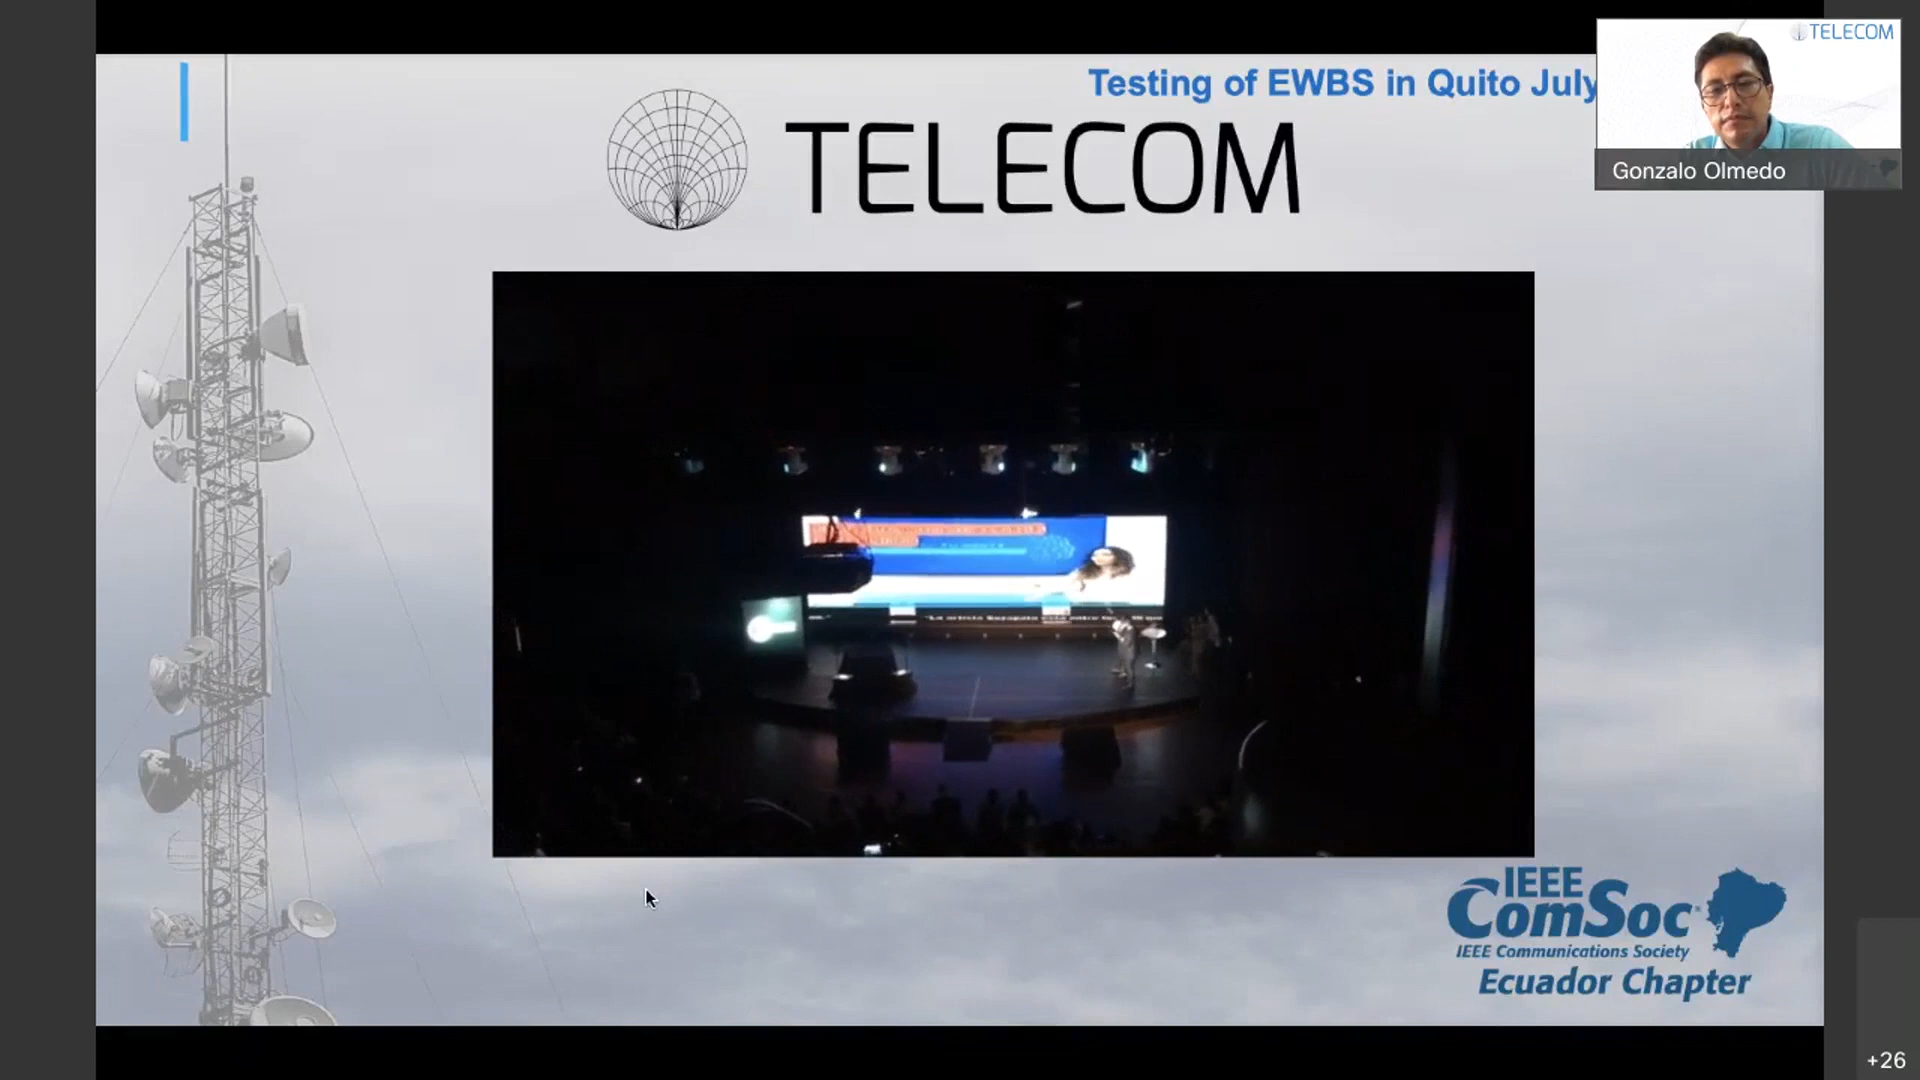 Testing of EWBS in Quito July
TELECOM
TELECOM
Gonzalo Olmedo
IEEE
ComSoc
IEEE Communications Society
Ecuador Chapter
+26